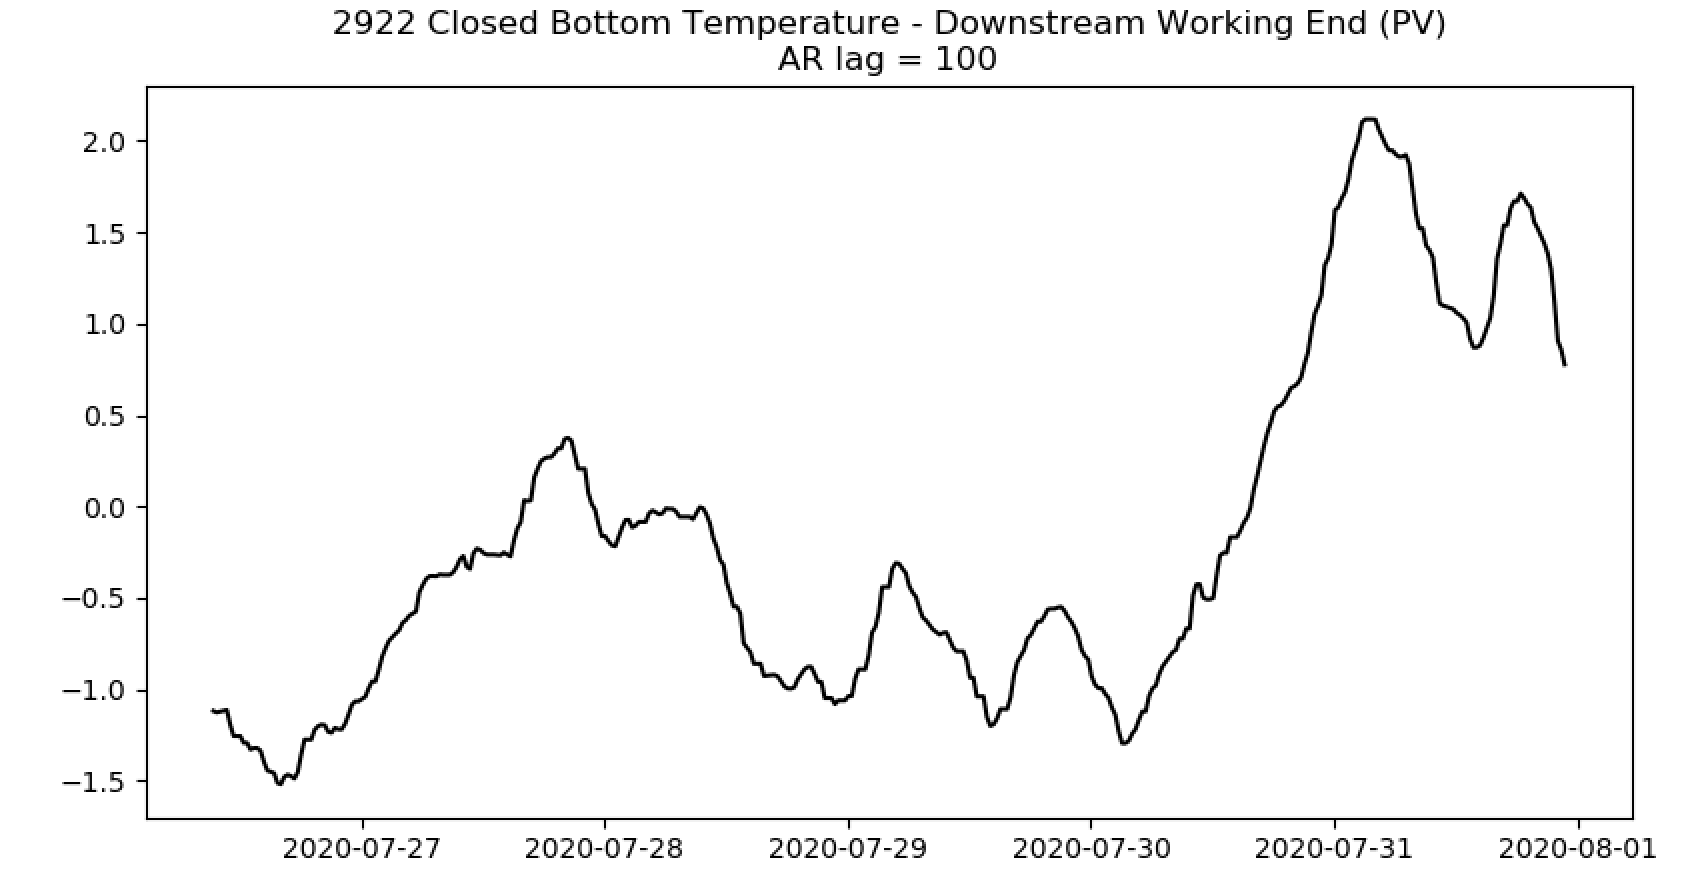 2922 Closed Bottom Temperature - Downstream Working End (PV)
AR lag = 100
2.0
1.5
1.0
0.5
0.0
−0.5
−1.0
−1.5
2020-07-27 2020-07-28 2020-07-29 2020-07-30 2020-07-31 2020-08-01